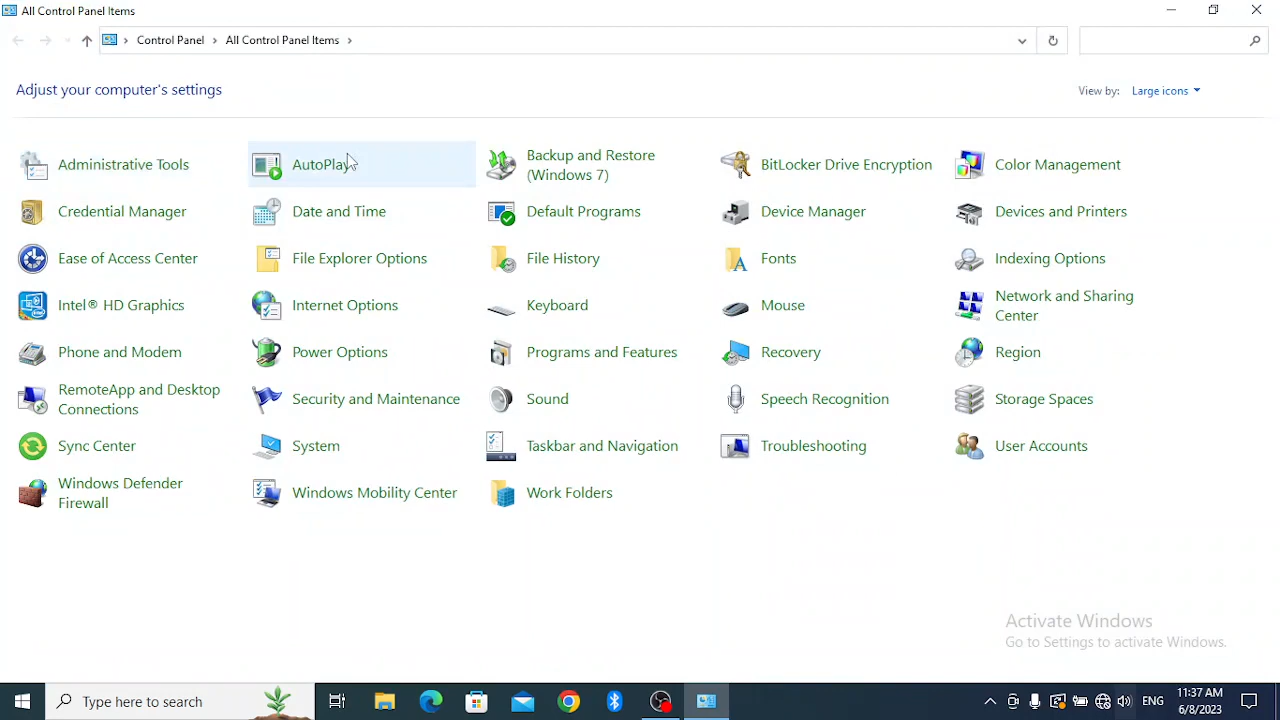 All Control Panel Items
Control Panel
All Control Panel Items
Adjust your computer's settings
View by:
Large icons
Administrative Tools
AutoPlay
Backup and Restore
(Windows 7)
BitLocker Drive Encryption
Color Management
Credential Manager
Date and Time
Default Programs
Device Manager
Devices and Printers
Ease of Access Center
File Explorer Options
File History
Fonts
Indexing Options
Intel® HD Graphics
Internet Options
Keyboard
Mouse
Network and Sharing
Center
Phone and Modem
Power Options
Programs and Features
Recovery
Region
RemoteApp and Desktop
Connections
Security and Maintenance
Sound
Speech Recognition
Storage Spaces
Sync Center
System
Taskbar and Navigation
Troubleshooting
User Accounts
Windows Defender
Firewall
Windows Mobility Center
Work Folders
Activate Windows
Go to Settings to activate Windows.
Type here to search
ENG
11:37 AM
6/8/2023